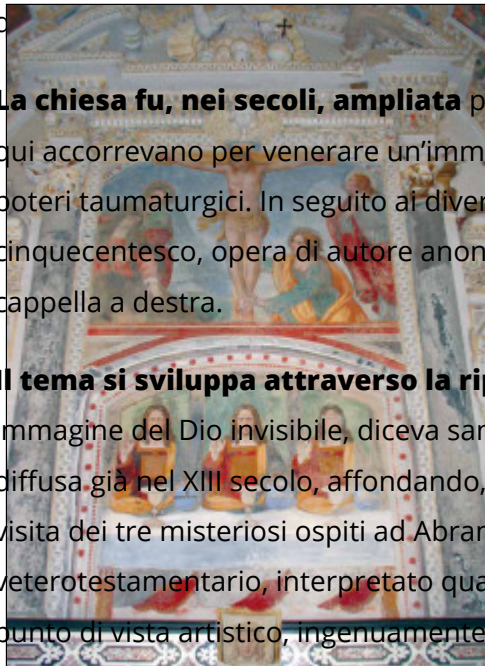 La chiesa fu, nei secoli, ampliata p
qui accorrevano per venerare un'imm
poteri taumaturgici. In seguito ai diver
cinquecentesco, opera di autore anon
cappella a destra.
Il tema si sviluppa attraverso la rip
immagine del Dio invisibile, diceva san
diffusa già nel XIII secolo, affondando,
visita dei tre misteriosi ospiti ad Abran
veterotestamentario, interpretato qua
punto di vista artistico, ingenuamente